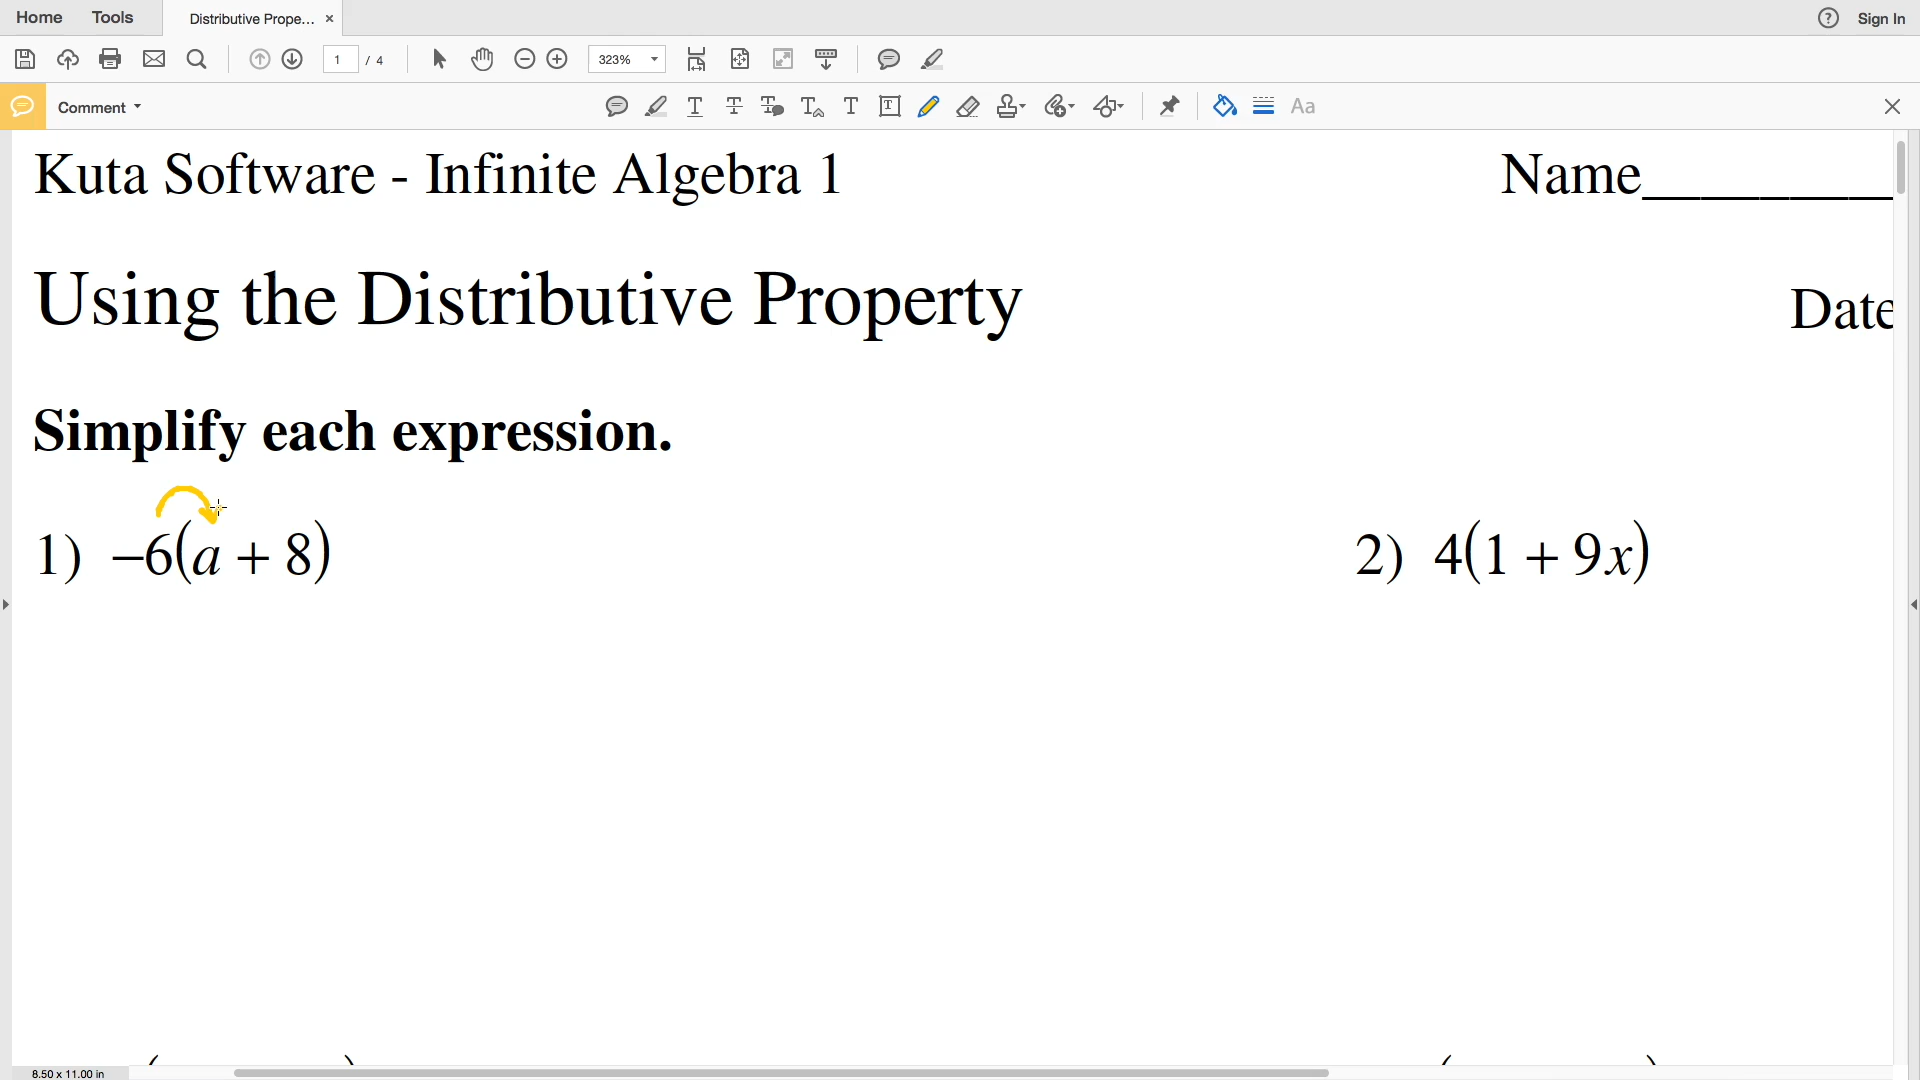 Home Tools Distributive Prope... × ? Sign In
1 / 4 323%
Comment Aa
Kuta Software - Infinite Algebra 1 Name
Using the Distributive Property Date
Simplify each expression.
1) −6(a + 8) 2) 4(1 + 9x)
8.50 x 11.00 in